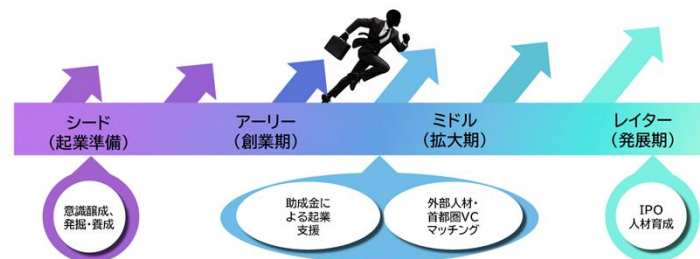 シード
（起業準備）
アーリー
（創業期）
ミドル
（拡大期）
レイター
（発展期）
意識醸成、
発掘・養成
助成金に
よる起業
支援
外部人材・
首都圏VC
マッチング
IPO
人材育成